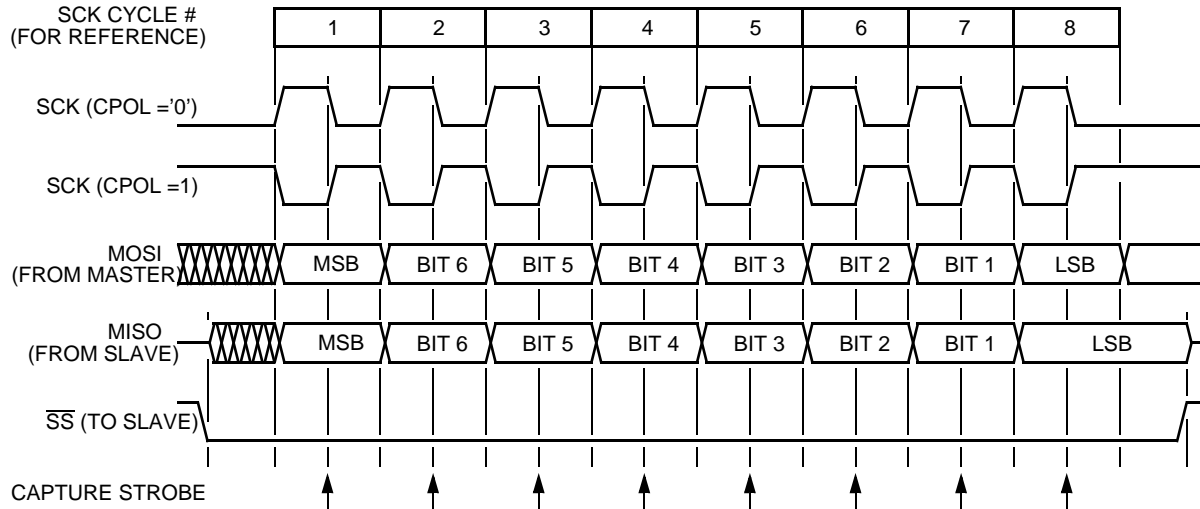 SCK CYCLE #
(FOR REFERENCE)
1 2 3 4 5 6 7 8
SCK (CPOL ='0')
SCK (CPOL =1)
MOSI
(FROM MASTER)
MSB BIT 6 BIT 5 BIT 4 BIT 3 BIT 2 BIT 1 LSB
MISO
(FROM SLAVE)
MSB BIT 6 BIT 5 BIT 4 BIT 3 BIT 2 BIT 1 LSB
SS (TO SLAVE)
CAPTURE STROBE